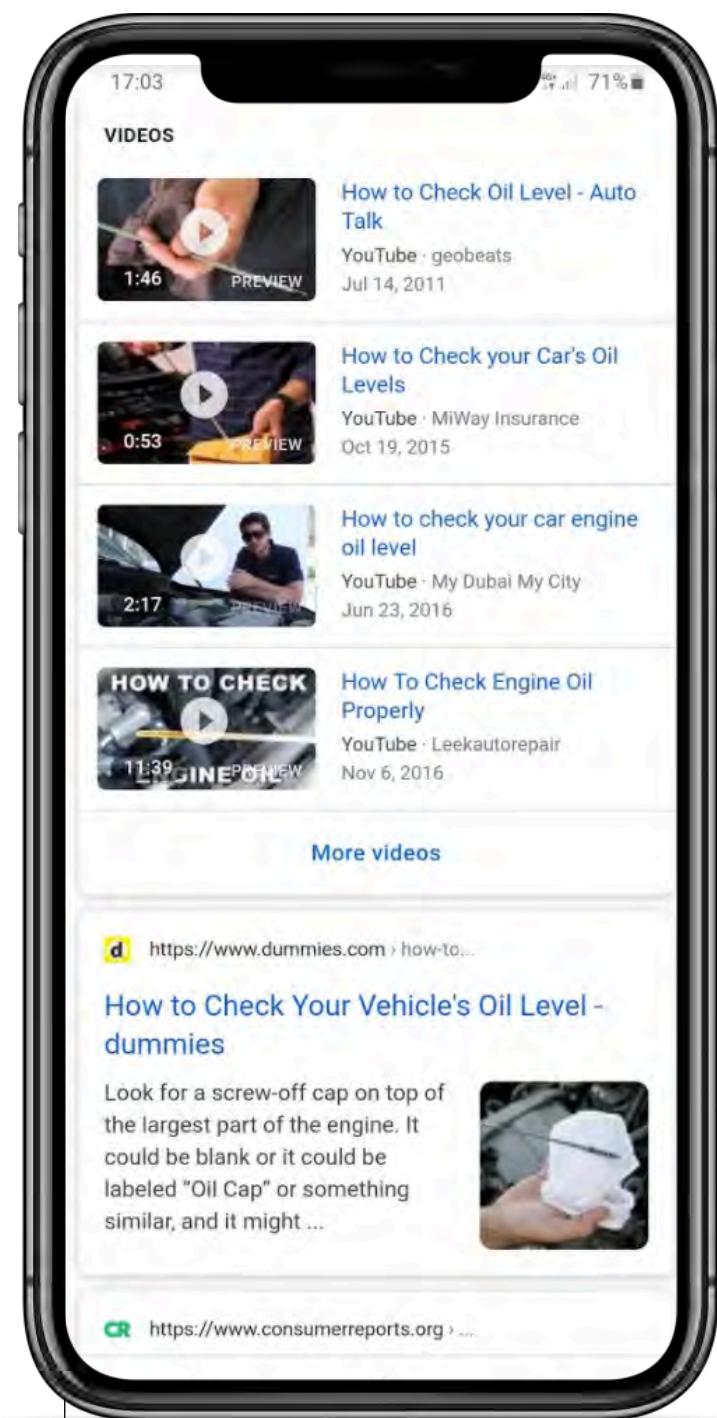 17:03
71%
VIDEOS
How to Check Oil Level - Auto
Talk
YouTube · geobeats
Jul 14, 2011
1:46
PREVIEW
How to Check your Car's Oil
Levels
YouTube · MiWay Insurance
Oct 19, 2015
0:53
PREVIEW
How to check your car engine
oil level
YouTube · My Dubai My City
Jun 23, 2016
2:17
PREVIEW
HOW TO CHECK
ENGINE OIL
11:39
PREVIEW
How To Check Engine Oil
Properly
YouTube · Leekautorepair
Nov 6, 2016
More videos
d
https://www.dummies.com › how-to...
How to Check Your Vehicle's Oil Level -
dummies
Look for a screw-off cap on top of
the largest part of the engine. It
could be blank or it could be
labeled "Oil Cap" or something
similar, and it might ...
CR
https://www.consumerreports.org › ...